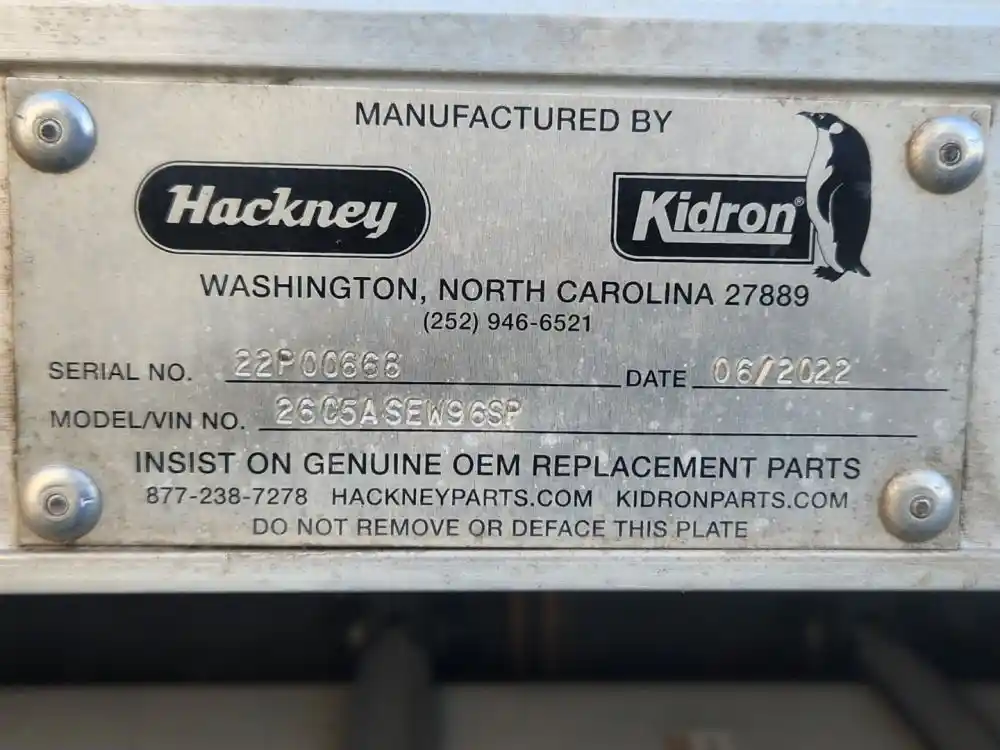 MANUFACTURED BY
Hackney Kidron®
WASHINGTON, NORTH CAROLINA 27889
(252) 946-6521
SERIAL NO. 22P00666 DATE 06/2022
MODEL/VIN NO. 26C5ASEW96SP
INSIST ON GENUINE OEM REPLACEMENT PARTS
877-238-7278 HACKNEYPARTS.COM KIDRONPARTS.COM
DO NOT REMOVE OR DEFACE THIS PLATE